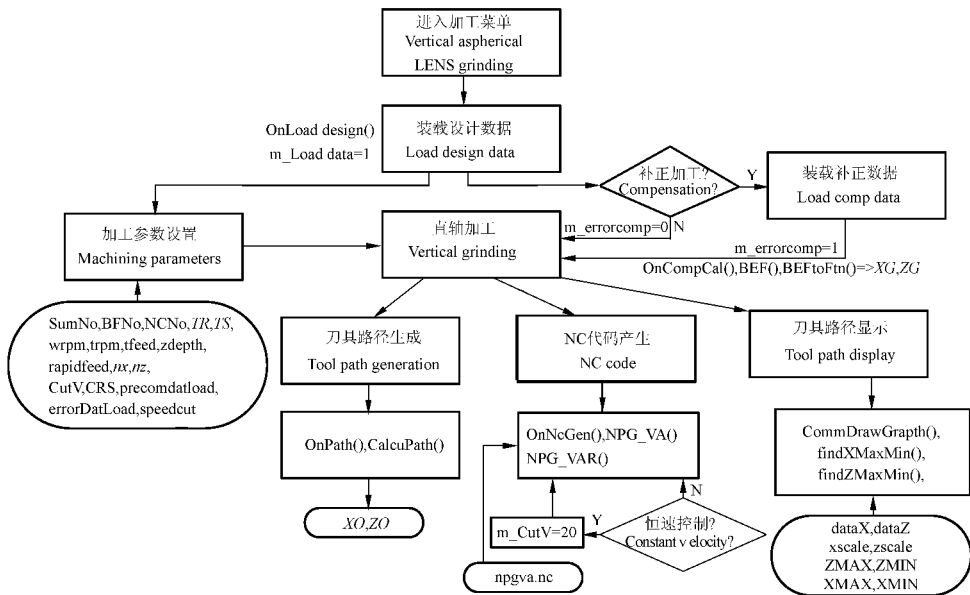 进入加工菜单
Vertical aspherical
LENS grinding
OnLoad design()
m_Load data=1
装载设计数据
Load design data
补正加工?
Compensation?
Y
N
装载补正数据
Load comp data
加工参数设置
Machining parameters
直轴加工
Vertical grinding
m_errorcomp=0
m_errorcomp=1
OnCompCal(),BEF(),BEFtoFtn()=>XG,ZG
SumNo,BFNo,NCNo,TR,TS,
wrpm,trpm,tfeed,zdepth,
rapidfeed,nx,nz,
CutV,CRS,precomdatload,
errorDatLoad,speedcut
刀具路径生成
Tool path generation
NC代码产生
NC code
刀具路径显示
Tool path display
OnPath(),CalcuPath()
OnNcGen(),NPG_VA()
NPG_VAR()
CommDrawGrapth(),
findXMaxMin(),
findZMaxMin(),
XO,ZO
m_CutV=20
Y
N
恒速控制?
Constant v elocity?
npgva.nc
dataX,dataZ
xscale,zscale
ZMAX,ZMIN
XMAX,XMIN